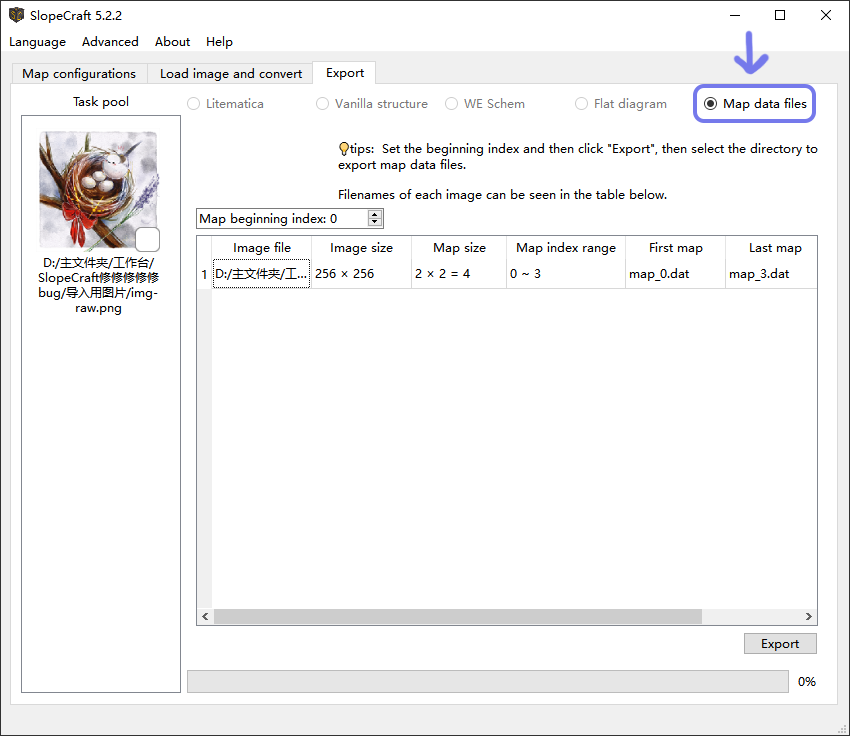 SlopeCraft 5.2.2
Language Advanced About Help
Map configurations Load image and convert Export
Task pool
Litematica Vanilla structure WE Schem Flat diagram Map data files
tips: Set the beginning index and then click "Export", then select the directory to
export map data files.
Filenames of each image can be seen in the table below.
Map beginning index: 0
Image file Image size Map size Map index range First map Last map
1 D:/主文件夹/工... 256 × 256 2 × 2 = 4 0 ~ 3 map_0.dat map_3.dat
D:/主文件夹/工作台/
SlopeCraft修修修修修
bug/导入用图片/img-
raw.png
Export
0%